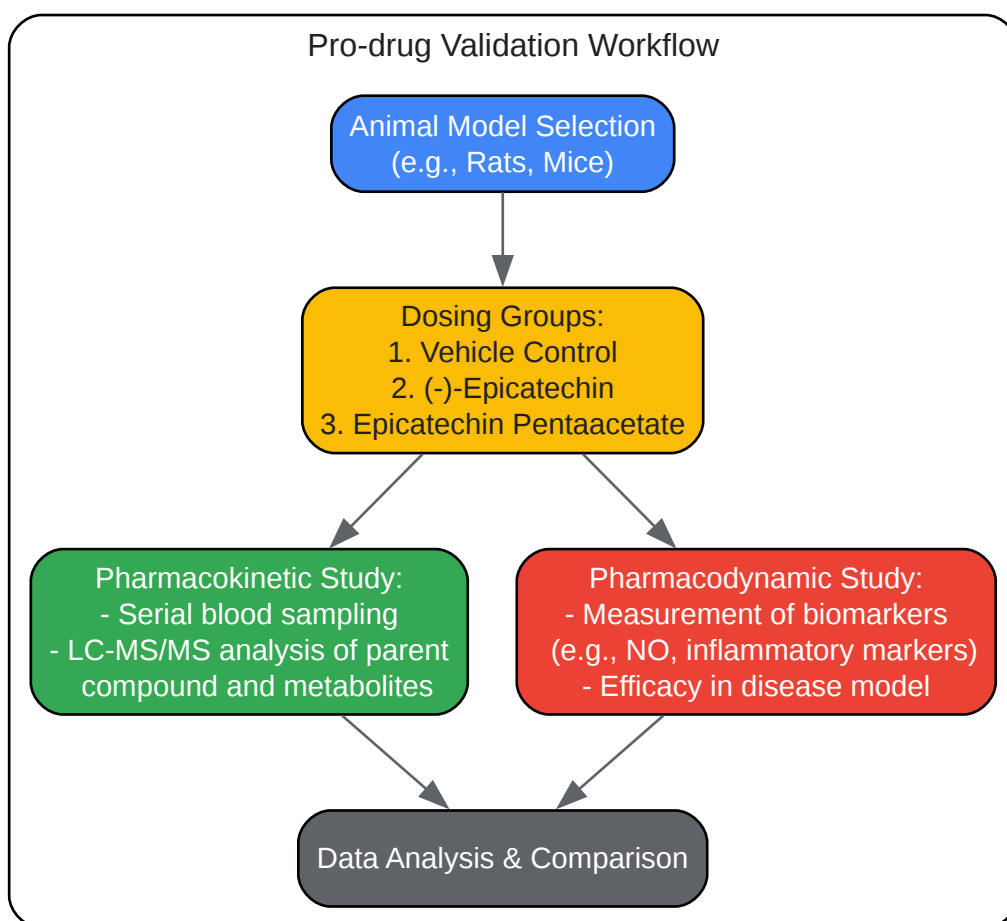 Pro-drug Validation Workflow
Animal Model Selection
(e.g., Rats, Mice)
Dosing Groups:
1. Vehicle Control
2. (-)-Epicatechin
3. Epicatechin Pentaacetate
Pharmacokinetic Study:
- Serial blood sampling
- LC-MS/MS analysis of parent
compound and metabolites
Pharmacodynamic Study:
- Measurement of biomarkers
(e.g., NO, inflammatory markers)
- Efficacy in disease model
Data Analysis & Comparison